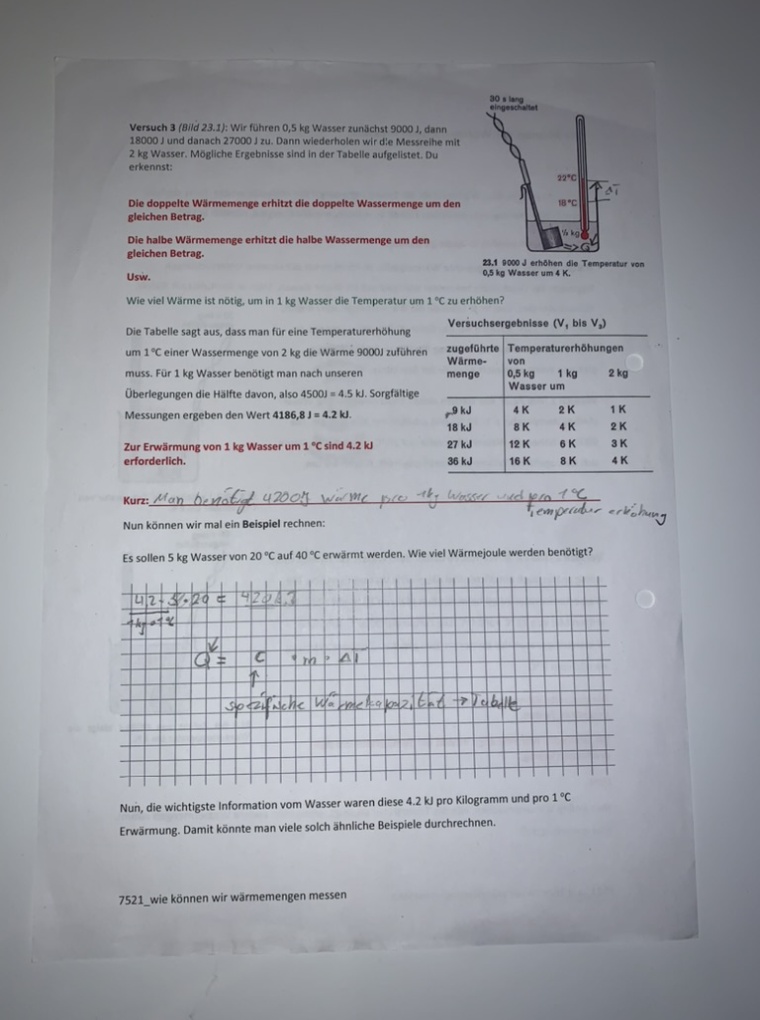 30 s lang
eingeschaltet
Versuch 3 (Bild 23.1): Wir führen 0,5 kg Wasser zunächst 9000 J, dann
18000 J und danach 27000 J zu. Dann wiederholen wir die Messreihe mit
2 kg Wasser. Mögliche Ergebnisse sind in der Tabelle aufgelistet. Du
erkennst:
22°C
ΔT
18°C
½ kg
Die doppelte Wärmemenge erhitzt die doppelte Wassermenge um den
gleichen Betrag.
Die halbe Wärmemenge erhitzt die halbe Wassermenge um den
gleichen Betrag.
Usw.
23.1 9000 J erhöhen die Temperatur von
0,5 kg Wasser um 4 K.
Wie viel Wärme ist nötig, um in 1 kg Wasser die Temperatur um 1 °C zu erhöhen?
Die Tabelle sagt aus, dass man für eine Temperaturerhöhung
um 1 °C einer Wassermenge von 2 kg die Wärme 9000J zuführen
muss. Für 1 kg Wasser benötigt man nach unseren
Überlegungen die Hälfte davon, also 4500J = 4.5 kJ. Sorgfältige
Messungen ergeben den Wert 4186,8 J = 4.2 kJ.
Zur Erwärmung von 1 kg Wasser um 1 °C sind 4.2 kJ
erforderlich.
Versuchsergebnisse (V₁ bis V₃)
zugeführte Temperaturerhöhungen
Wärme- von
menge 0,5 kg 1 kg 2 kg
Wasser um
9 kJ 4 K 2 K 1 K
18 kJ 8 K 4 K 2 K
27 kJ 12 K 6 K 3 K
36 kJ 16 K 8 K 4 K
Kurz: Man benötigt 4200J Wärme pro 1kg Wasser und pro 1°C
Temperatur erhöhung
Nun können wir mal ein Beispiel rechnen:
Es sollen 5 kg Wasser von 20 °C auf 40 °C erwärmt werden. Wie viel Wärmejoule werden benötigt?
4,2 · 5 · 20 = 420kJ
1kg · 1°C
Q = C · m · ΔT
spezifische Wärmekapazität → Tabelle
Nun, die wichtigste Information vom Wasser waren diese 4.2 kJ pro Kilogramm und pro 1 °C
Erwärmung. Damit könnte man viele solch ähnliche Beispiele durchrechnen.
7521_wie können wir wärmemengen messen